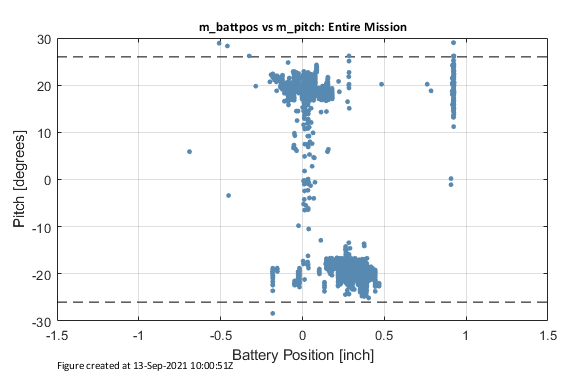 m_battpos vs m_pitch: Entire Mission
30
20
10
0
-10
-20
-30
Pitch [degrees]
-1.5 -1 -0.5 0 0.5 1 1.5
Battery Position [inch]
Figure created at 13-Sep-2021 10:00:51Z